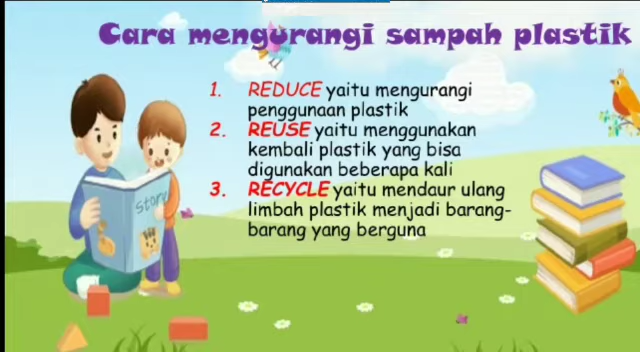 Cara mengurangi sampah plastik
1. REDUCE yaitu mengurangi
penggunaan plastik
2. REUSE yaitu menggunakan
kembali plastik yang bisa
digunakan beberapa kali
3. RECYCLE yaitu mendaur ulang
limbah plastik menjadi barang-
barang yang berguna
Story